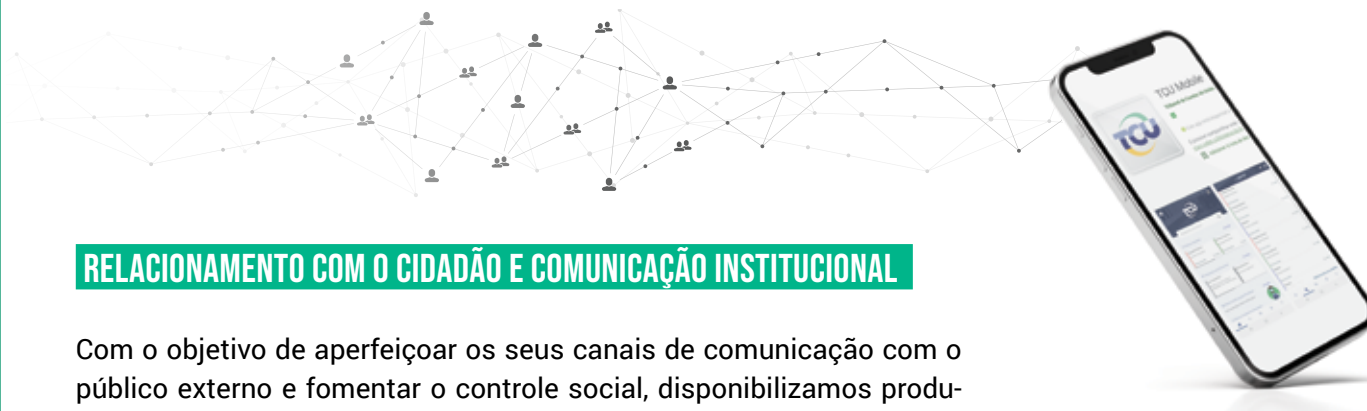 TCU Mobile
TCU
RELACIONAMENTO COM O CIDADÃO E COMUNICAÇÃO INSTITUCIONAL
Com o objetivo de aperfeiçoar os seus canais de comunicação com o
público externo e fomentar o controle social, disponibilizamos produ-